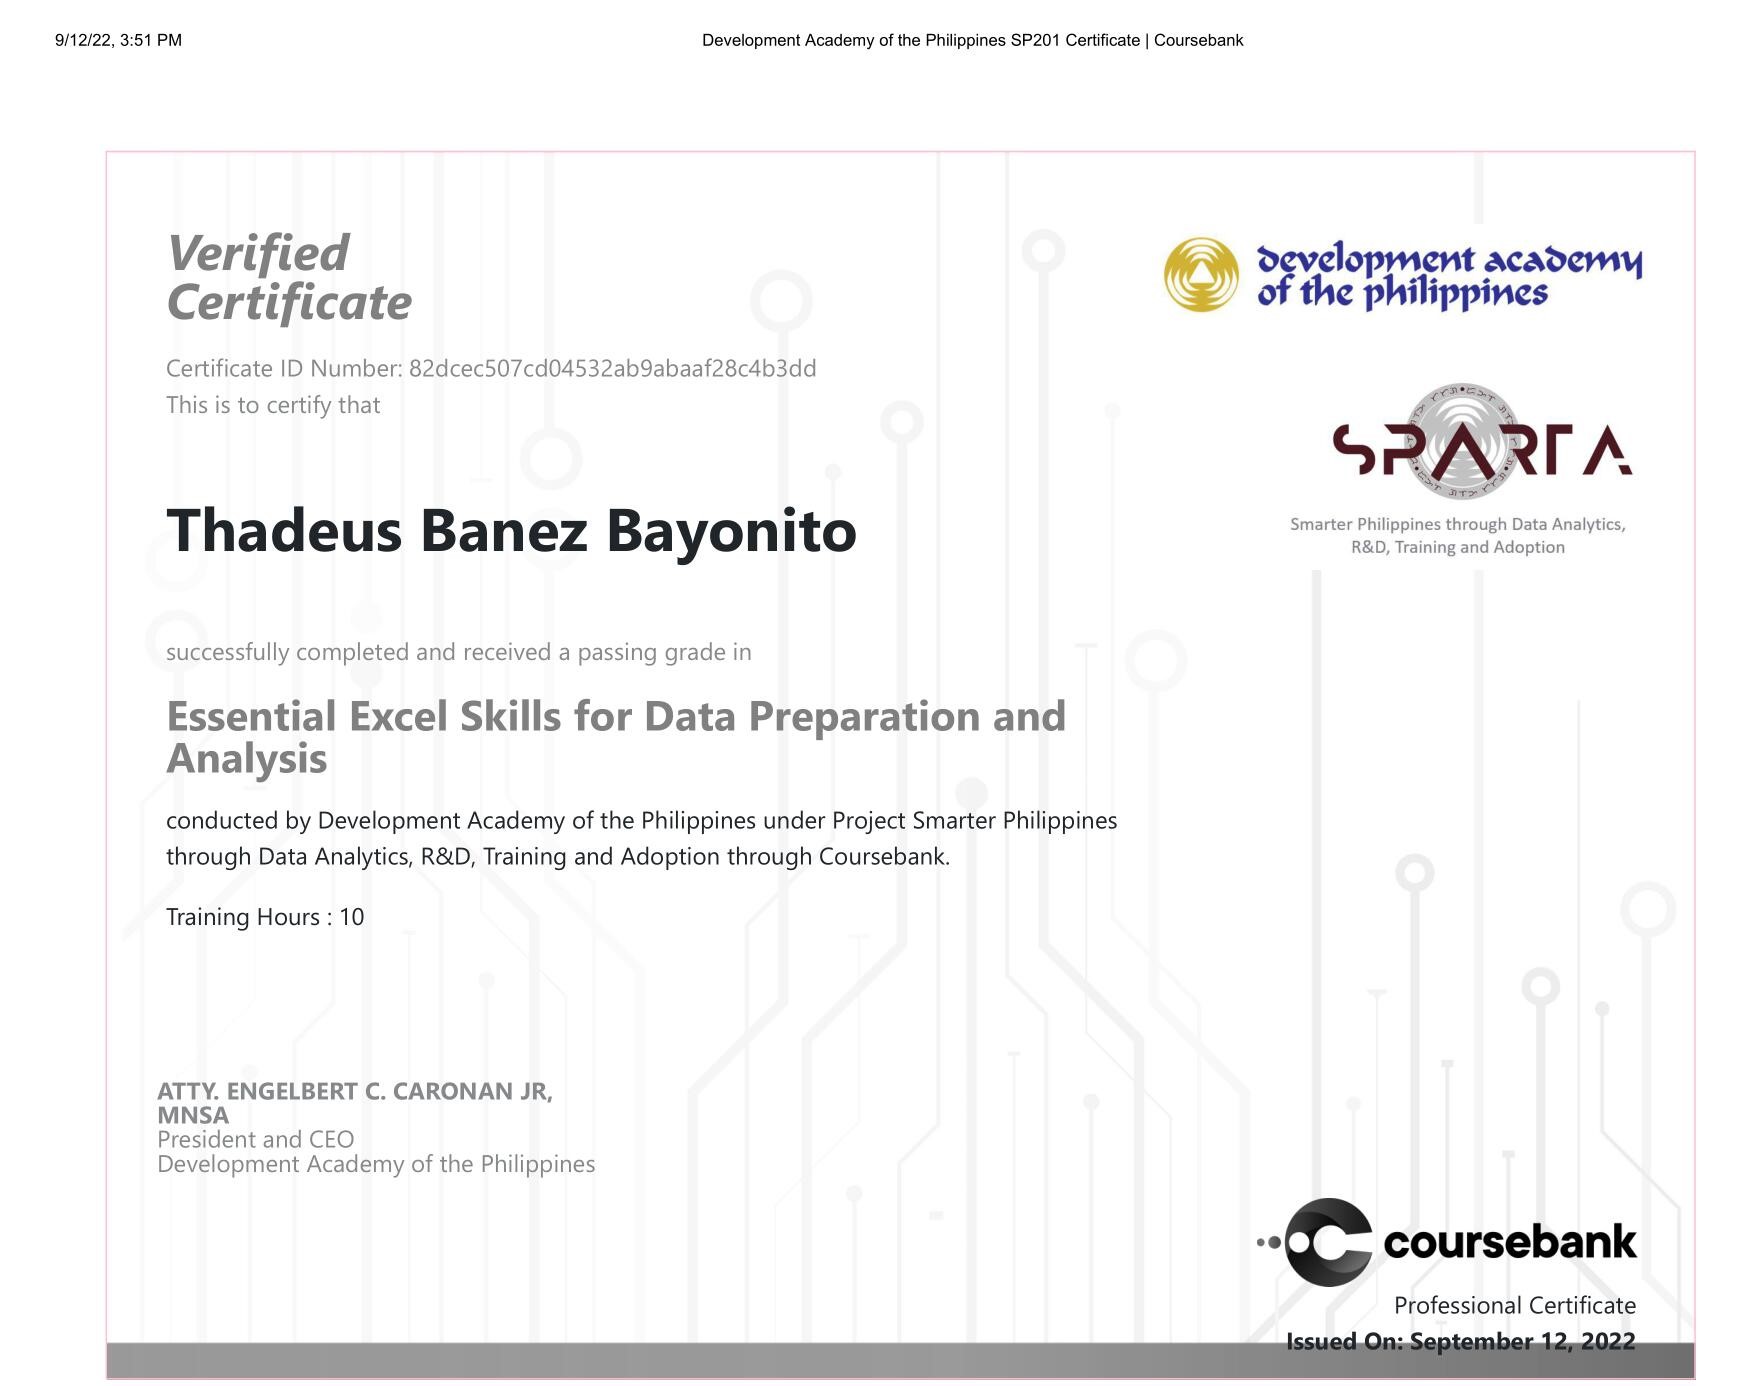 9/12/22, 3:51 PM
Development Academy of the Philippines SP201 Certificate | Coursebank
Verified
Certificate
development academy
of the philippines
Certificate ID Number: 82dcec507cd04532ab9abaaf28c4b3dd
This is to certify that
SPARTA
Smarter Philippines through Data Analytics,
R&D, Training and Adoption
Thadeus Banez Bayonito
successfully completed and received a passing grade in
Essential Excel Skills for Data Preparation and
Analysis
conducted by Development Academy of the Philippines under Project Smarter Philippines
through Data Analytics, R&D, Training and Adoption through Coursebank.
Training Hours : 10
ATTY. ENGELBERT C. CARONAN JR,
MNSA
President and CEO
Development Academy of the Philippines
coursebank
Professional Certificate
Issued On: September 12, 2022